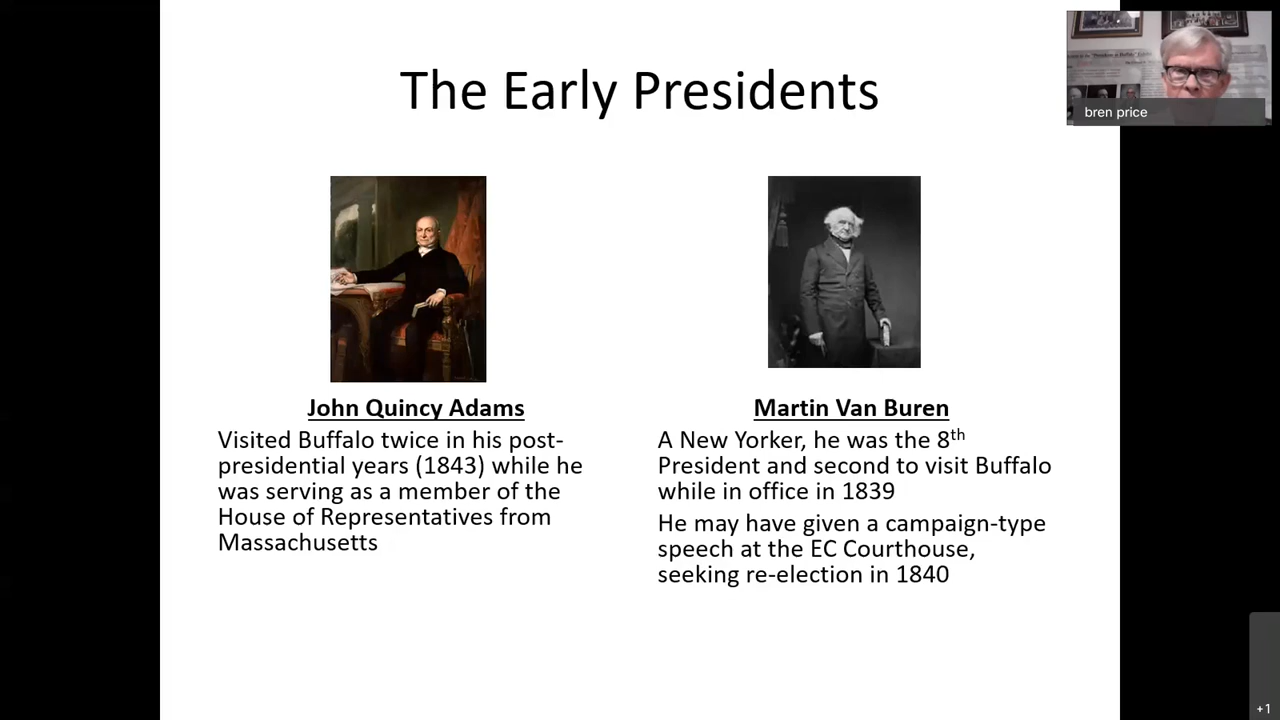 The Early Presidents
bren price
John Quincy Adams
Visited Buffalo twice in his post-
presidential years (1843) while he
was serving as a member of the
House of Representatives from
Massachusetts
Martin Van Buren
A New Yorker, he was the 8th
President and second to visit Buffalo
while in office in 1839
He may have given a campaign-type
speech at the EC Courthouse,
seeking re-election in 1840
+1